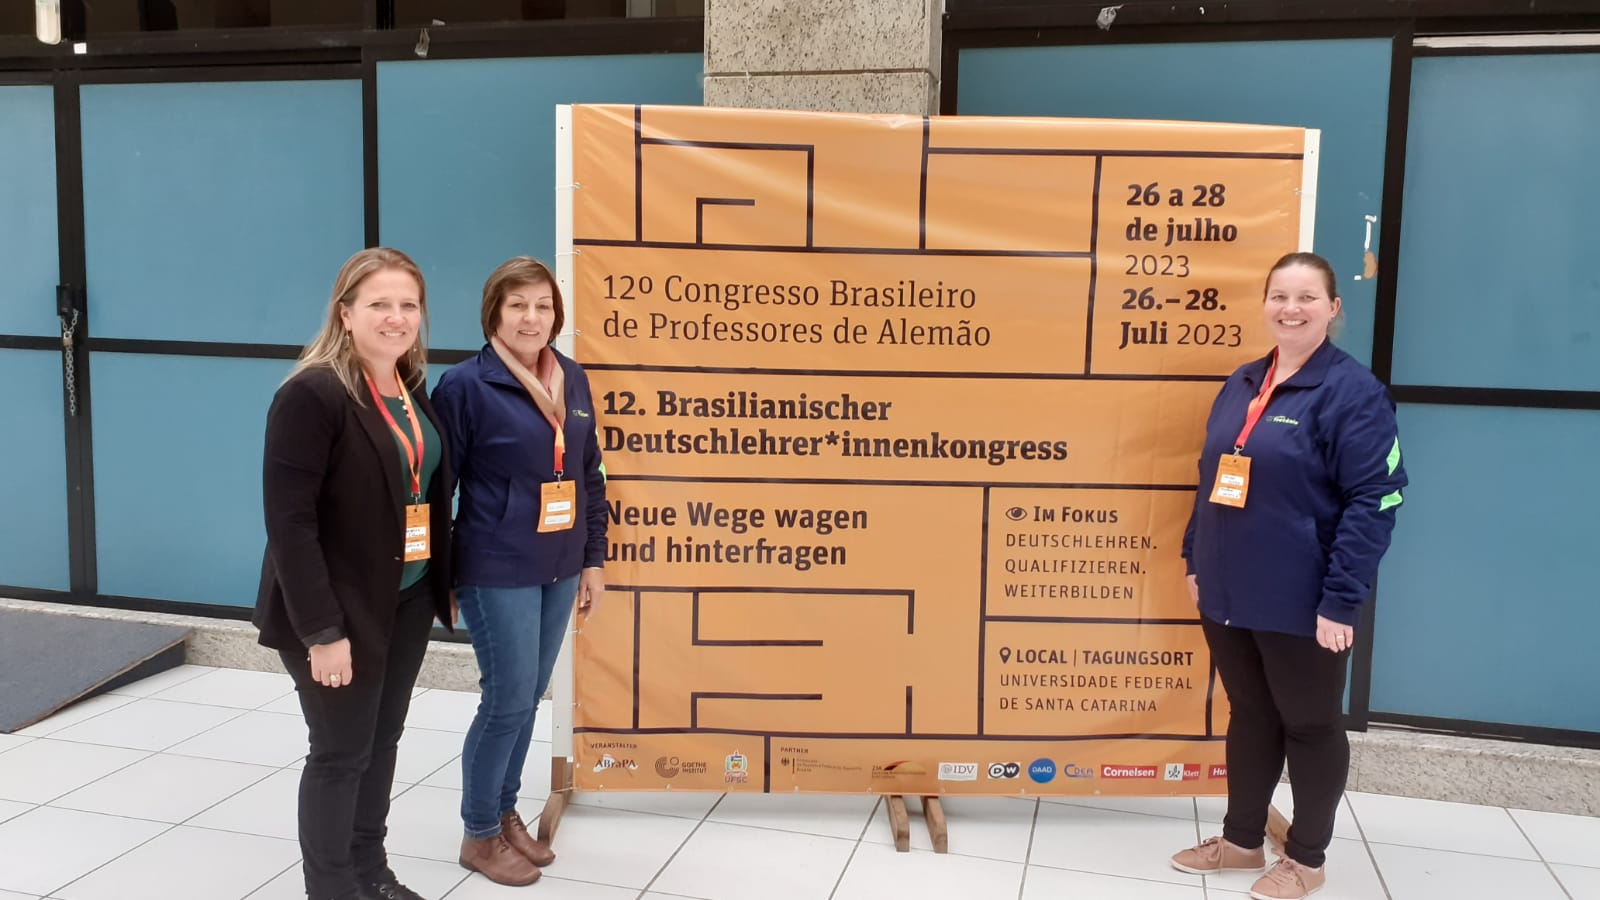 26 a 28
de julho
2023
26.–28.
Juli 2023
12º Congresso Brasileiro
de Professores de Alemão
12. Brasilianischer
Deutschlehrer*innenkongress
Neue Wege wagen
und hinterfragen
IM FOKUS
DEUTSCHLEHREN.
QUALIFIZIEREN.
WEITERBILDEN
LOCAL | TAGUNGSORT
UNIVERSIDADE FEDERAL
DE SANTA CATARINA
VERANSTALTER
ABraPA
GOETHE
INSTITUT
UFSC
PARTNER
ZfA
IDV
DW
DAAD
Cornelsen
Klett